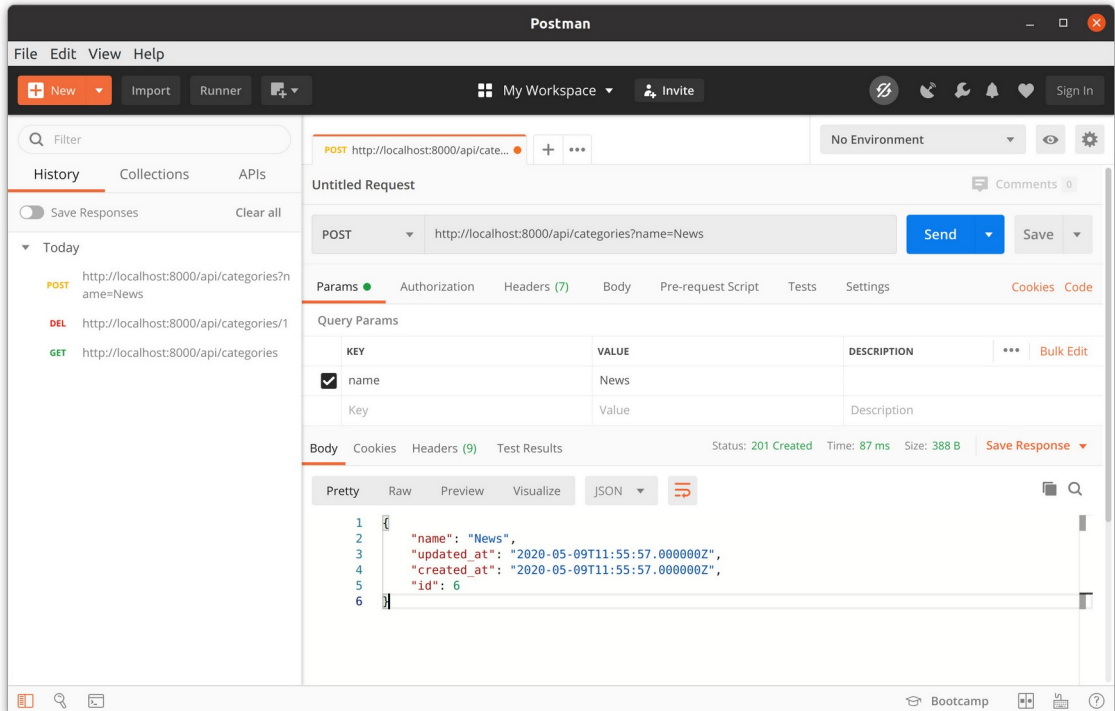 Postman
File Edit View Help
New Import Runner My Workspace Invite Sign In
Filter
History Collections APIs
Save Responses Clear all
Today
POST http://localhost:8000/api/categories?n
ame=News
DEL http://localhost:8000/api/categories/1
GET http://localhost:8000/api/categories
POST http://localhost:8000/api/cate... + •••
No Environment
Untitled Request Comments 0
POST http://localhost:8000/api/categories?name=News Send Save
Params Authorization Headers (7) Body Pre-request Script Tests Settings Cookies Code
Query Params
KEY VALUE DESCRIPTION ••• Bulk Edit
name News
Key Value Description
Body Cookies Headers (9) Test Results Status: 201 Created Time: 87 ms Size: 388 B Save Response
Pretty Raw Preview Visualize JSON
1 {
2 "name": "News",
3 "updated_at": "2020-05-09T11:55:57.000000Z",
4 "created_at": "2020-05-09T11:55:57.000000Z",
5 "id": 6
6 }
Bootcamp